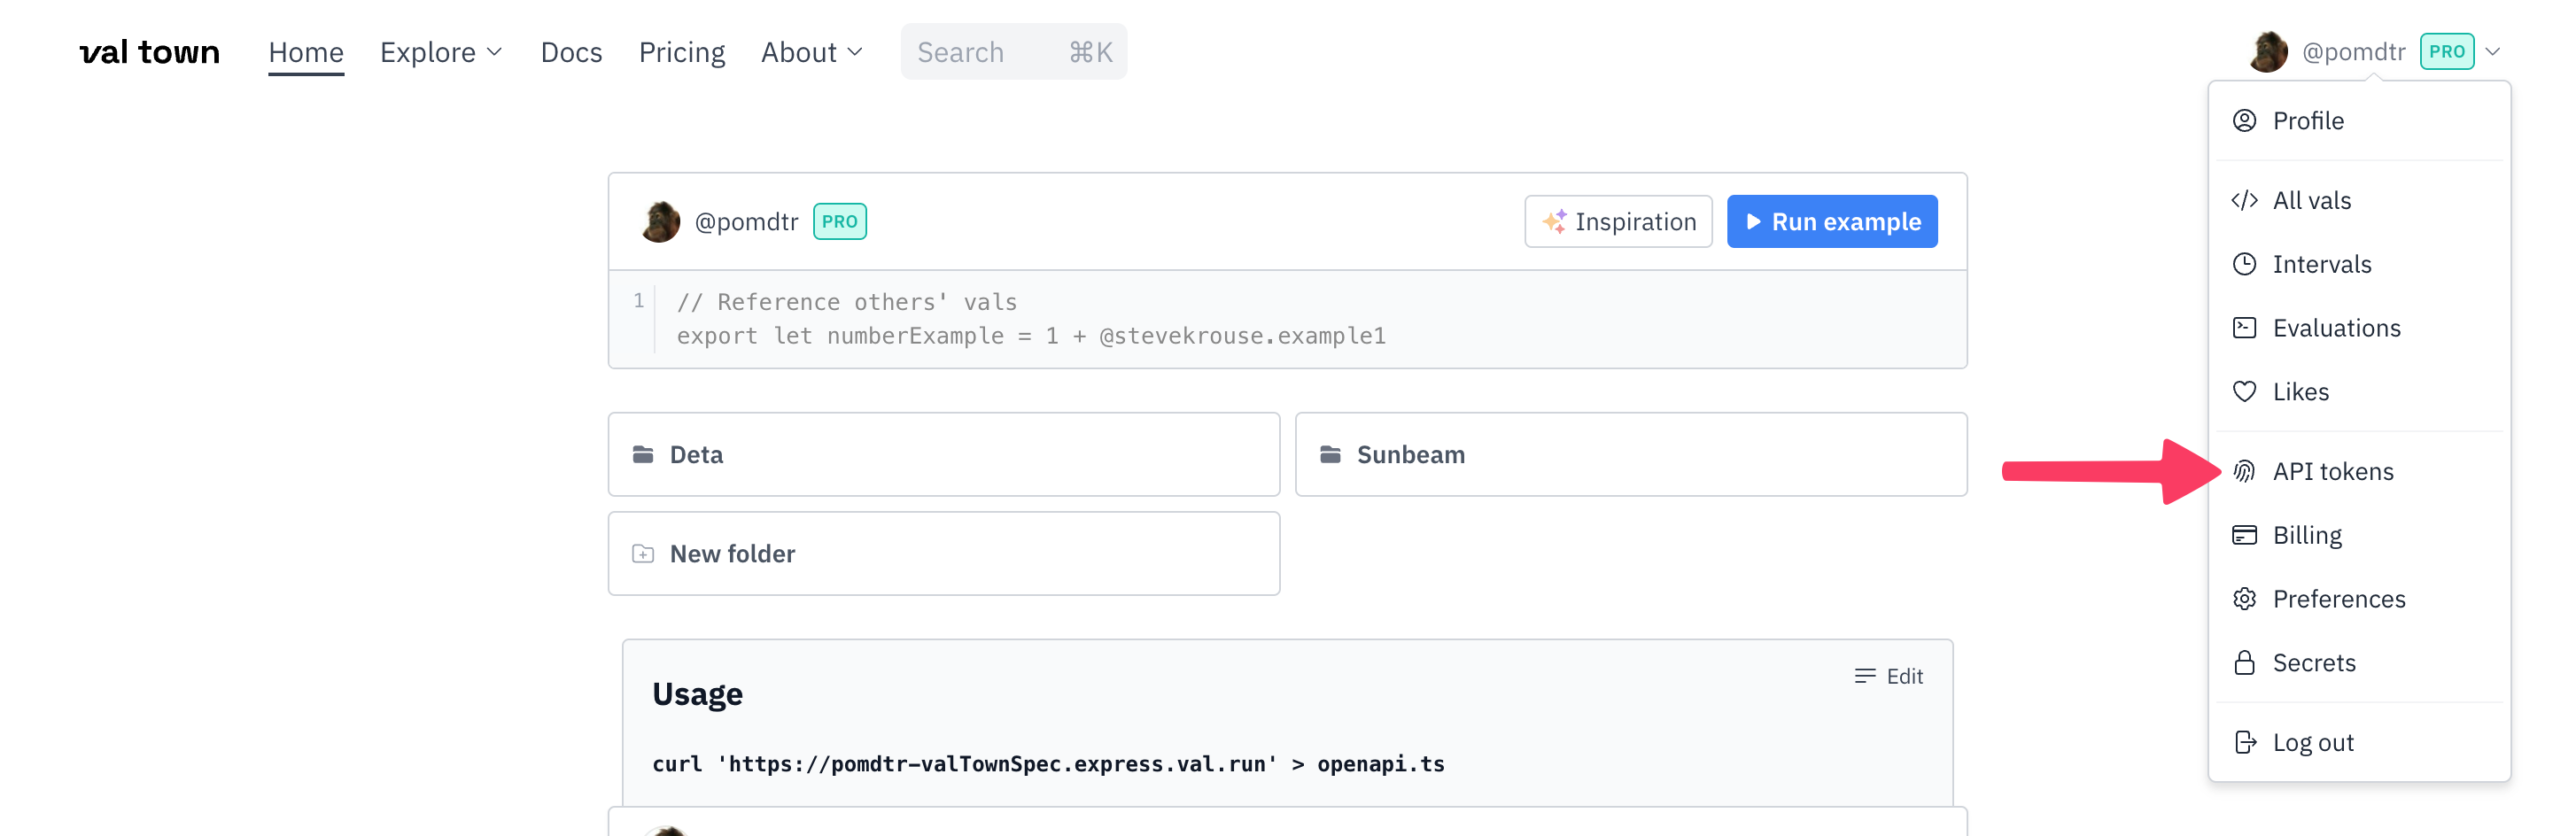 val town Home Explore Docs Pricing About Search ⌘K @pomdtr PRO
Profile
All vals
Intervals
Evaluations
Likes
API tokens
Billing
Preferences
Secrets
Log out
@pomdtr PRO Inspiration Run example
1 // Reference others' vals
export let numberExample = 1 + @stevekrouse.example1
Deta
Sunbeam
New folder
Edit
Usage
curl 'https://pomdtr-valTownSpec.express.val.run' > openapi.ts